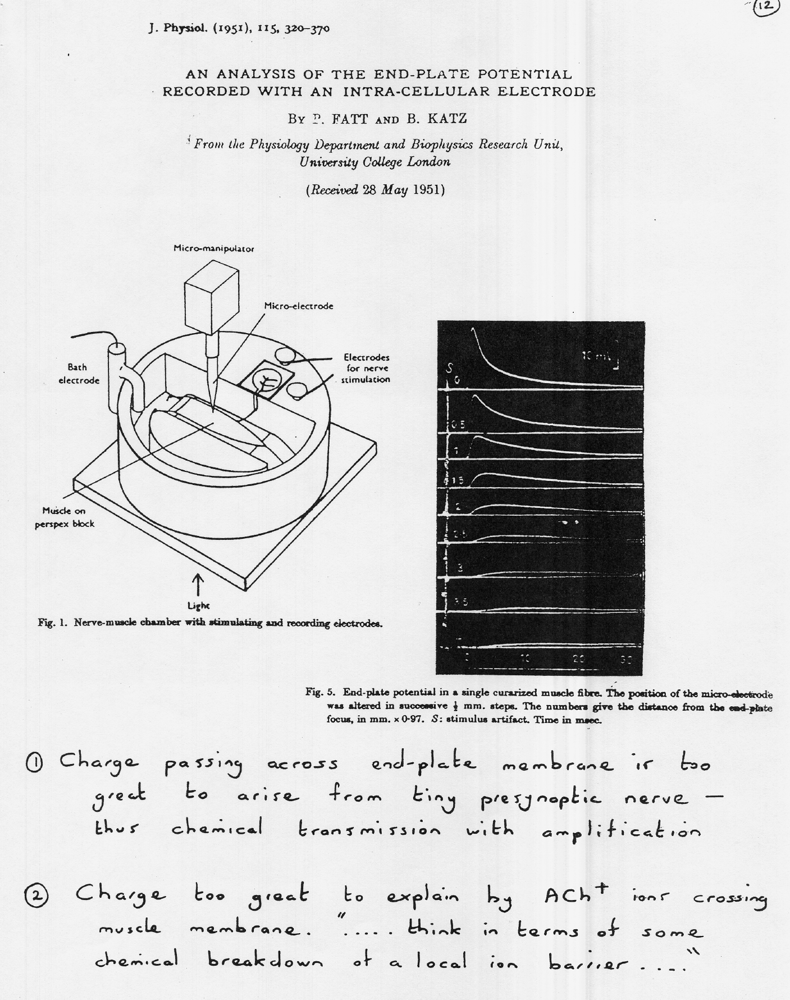 12
J. Physiol. (1951), 115, 320–370
AN ANALYSIS OF THE END-PLATE POTENTIAL
RECORDED WITH AN INTRA-CELLULAR ELECTRODE
By P. FATT AND B. KATZ
From the Physiology Department and Biophysics Research Unit,
University College London
(Received 28 May 1951)
Micro-manipulator
Micro-electrode
Bath
electrode
Electrodes
for nerve
stimulation
Muscle on
perspex block
Light
Fig. 1. Nerve-muscle chamber with stimulating and recording electrodes.
10 mV
S
0
0·5
1
1·5
2
2·5
3
3·5
0 10 20 30
Fig. 5. End-plate potential in a single curarized muscle fibre. The position of the micro-electrode
was altered in successive ½ mm. steps. The numbers give the distance from the end-plate
focus, in mm. × 0·97. S: stimulus artifact. Time in msec.
① Charge passing across end-plate membrane is too
great to arise from tiny presynaptic nerve —
thus chemical transmission with amplification
② Charge too great to explain by ACh⁺ ions crossing
muscle membrane. "..... think in terms of some
chemical breakdown of a local ion barrier ...."